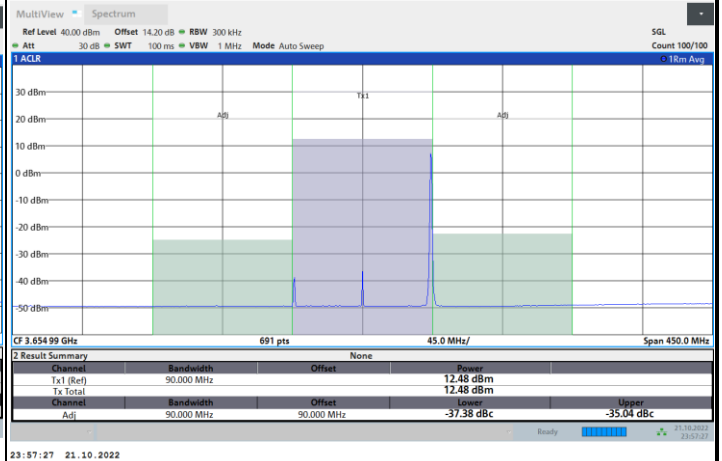 MultiView Spectrum
Ref Level 40.00 dBm Offset 14.20 dB RBW 300 kHz SGL
Att 30 dB SWT 100 ms VBW 1 MHz Mode Auto Sweep Count 100/100
1 ACLR 1Rm Avg
30 dBm
Tx1
20 dBm
Adj Adj
10 dBm
0 dBm
-10 dBm
-20 dBm
-30 dBm
-40 dBm
-50 dBm
CF 3.654 99 GHz 691 pts 45.0 MHz/ Span 450.0 MHz
2 Result Summary None
Channel Bandwidth Offset Power
Tx1 (Ref) 90.000 MHz 12.48 dBm
Tx Total 12.48 dBm
Channel Bandwidth Offset Lower Upper
Adj 90.000 MHz 90.000 MHz -37.38 dBc -35.04 dBc
Ready 21.10.2022
23:57:27
23:57:27 21.10.2022